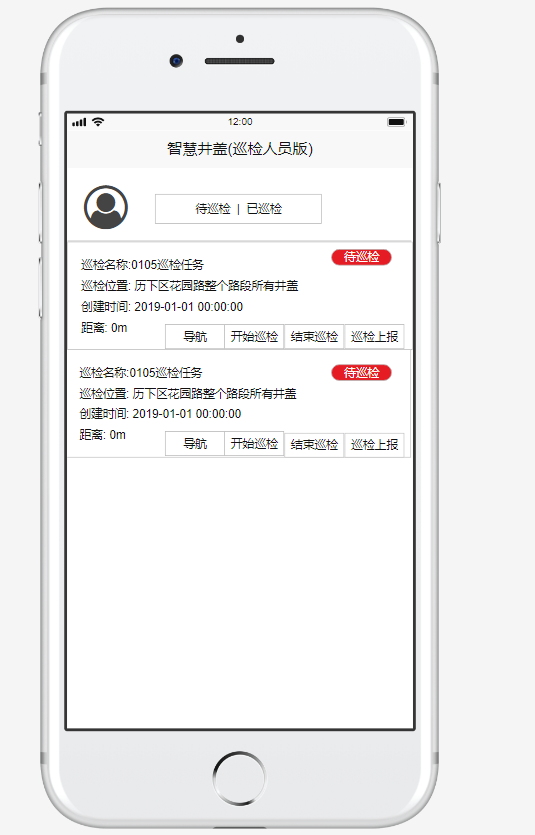 12:00
智慧井盖(巡检人员版)
待巡检 | 已巡检
待巡检
巡检名称:0105巡检任务
巡检位置: 历下区花园路整个路段所有井盖
创建时间: 2019-01-01 00:00:00
距离: 0m
导航 开始巡检 结束巡检 巡检上报
待巡检
巡检名称:0105巡检任务
巡检位置: 历下区花园路整个路段所有井盖
创建时间: 2019-01-01 00:00:00
距离: 0m
导航 开始巡检 结束巡检 巡检上报